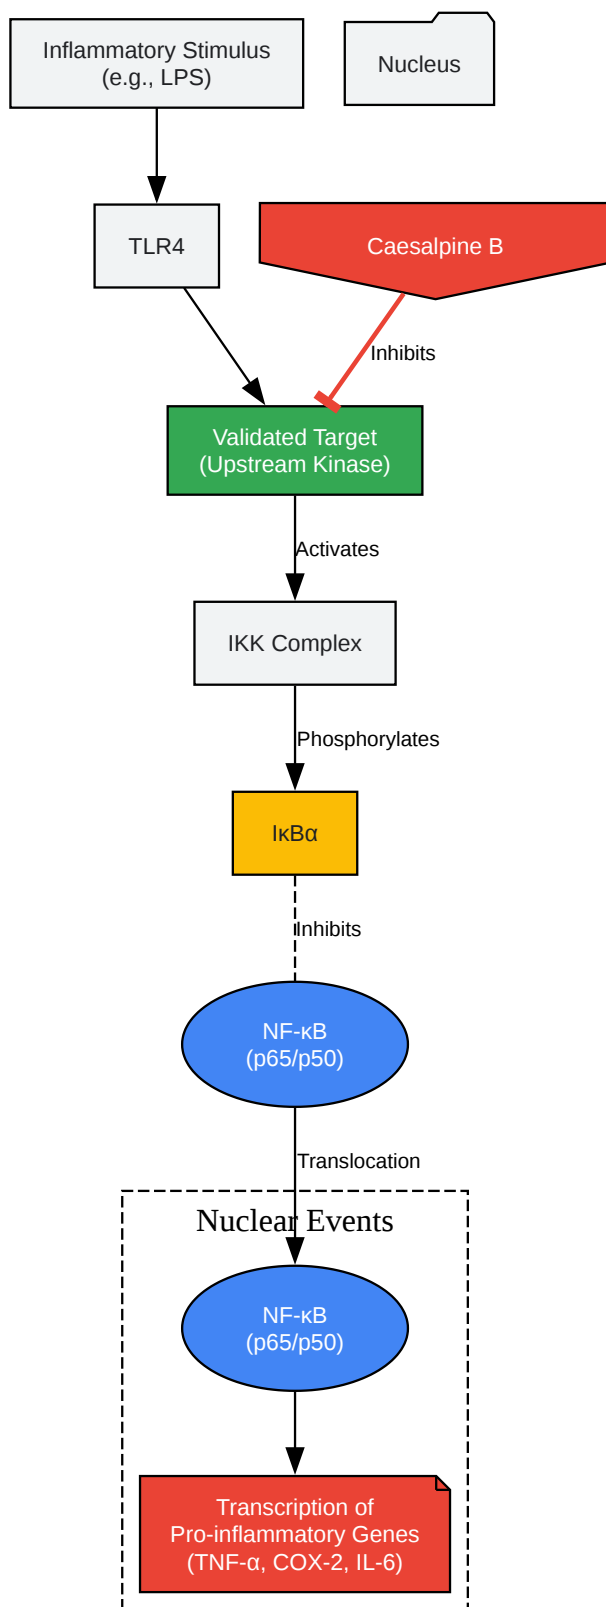 Inflammatory Stimulus
(e.g., LPS)
Nucleus
TLR4
Caesalpine B
Inhibits
Validated Target
(Upstream Kinase)
Activates
IKK Complex
Phosphorylates
IκBα
Inhibits
NF-κB
(p65/p50)
Translocation
Nuclear Events
NF-κB
(p65/p50)
Transcription of
Pro-inflammatory Genes
(TNF-α, COX-2, IL-6)